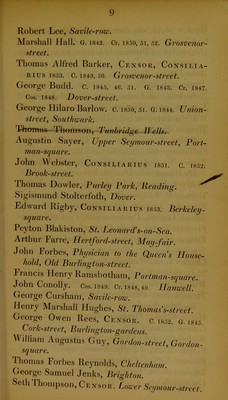 9
Robert Lee, Savile-row.
Marshall Hall. G. 1842. Cr. 1850, 51, 52. Grosvenor-
street.
Thomas Alfred Barker, Censor, Consilia-
rius 1853. C. 1849, 50. Grosvenor-street.
George Budd. C. 1845, 46, 51. G. 1843. Cr. 1847.
Con. 1848. Dover-street.
George Hilaro Barlow. C. 1850, 51. G. 1844. Union-
street, Southwark.
Thomas Thomson, Tunbridge Wells.
Augustin Sayer, Upper Seymour-street, Port-
man-square.
John Webster, Consiliarius 1851. C. 1852.
Brook-street.
Thomas Dowler, Purley Park, Reading.
Sigismund Stolterfoth, Dover.
Edward Rigby, Consiliarius 1853. Berkeley-
square.
Peyton Blakiston, St. Leonard's-on-Sea.
Arthur Farre, Hertford-street, May-fair.
John Forbes, Physician to the Queen's House-
hold, Old Burlington-street.
Francis Henry Ramsbotham, Portman-square.
John Conolly. Con. 1849. Cr. 1848, 49. Hanwell.
George Cursham, Savile-row.
Henry Marshall Hughes, St. Thomas's-street.
George Owen Rees, Censor. C. 1852. G. 1845.
Cork-street, Burlington-gardens.
William Augustus Guy, Gordon-street, Gordon-
square.
Thomas Forbes Reynolds, Cheltenham.
George Samuel Jenks, Brighton.
Seth Thompson, Censor. Lower Seymour-street.